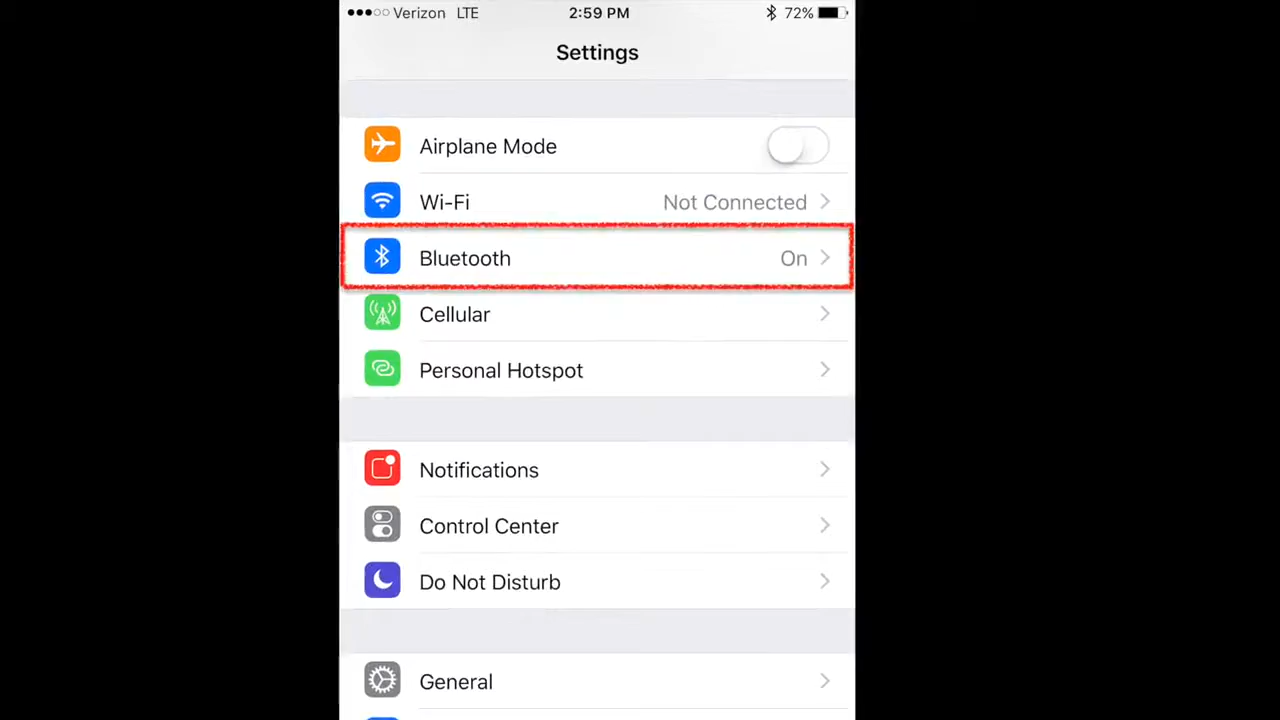 Verizon LTE 2:59 PM 72%
Settings
Airplane Mode
Wi-Fi Not Connected
Bluetooth On
Cellular
Personal Hotspot
Notifications
Control Center
Do Not Disturb
General